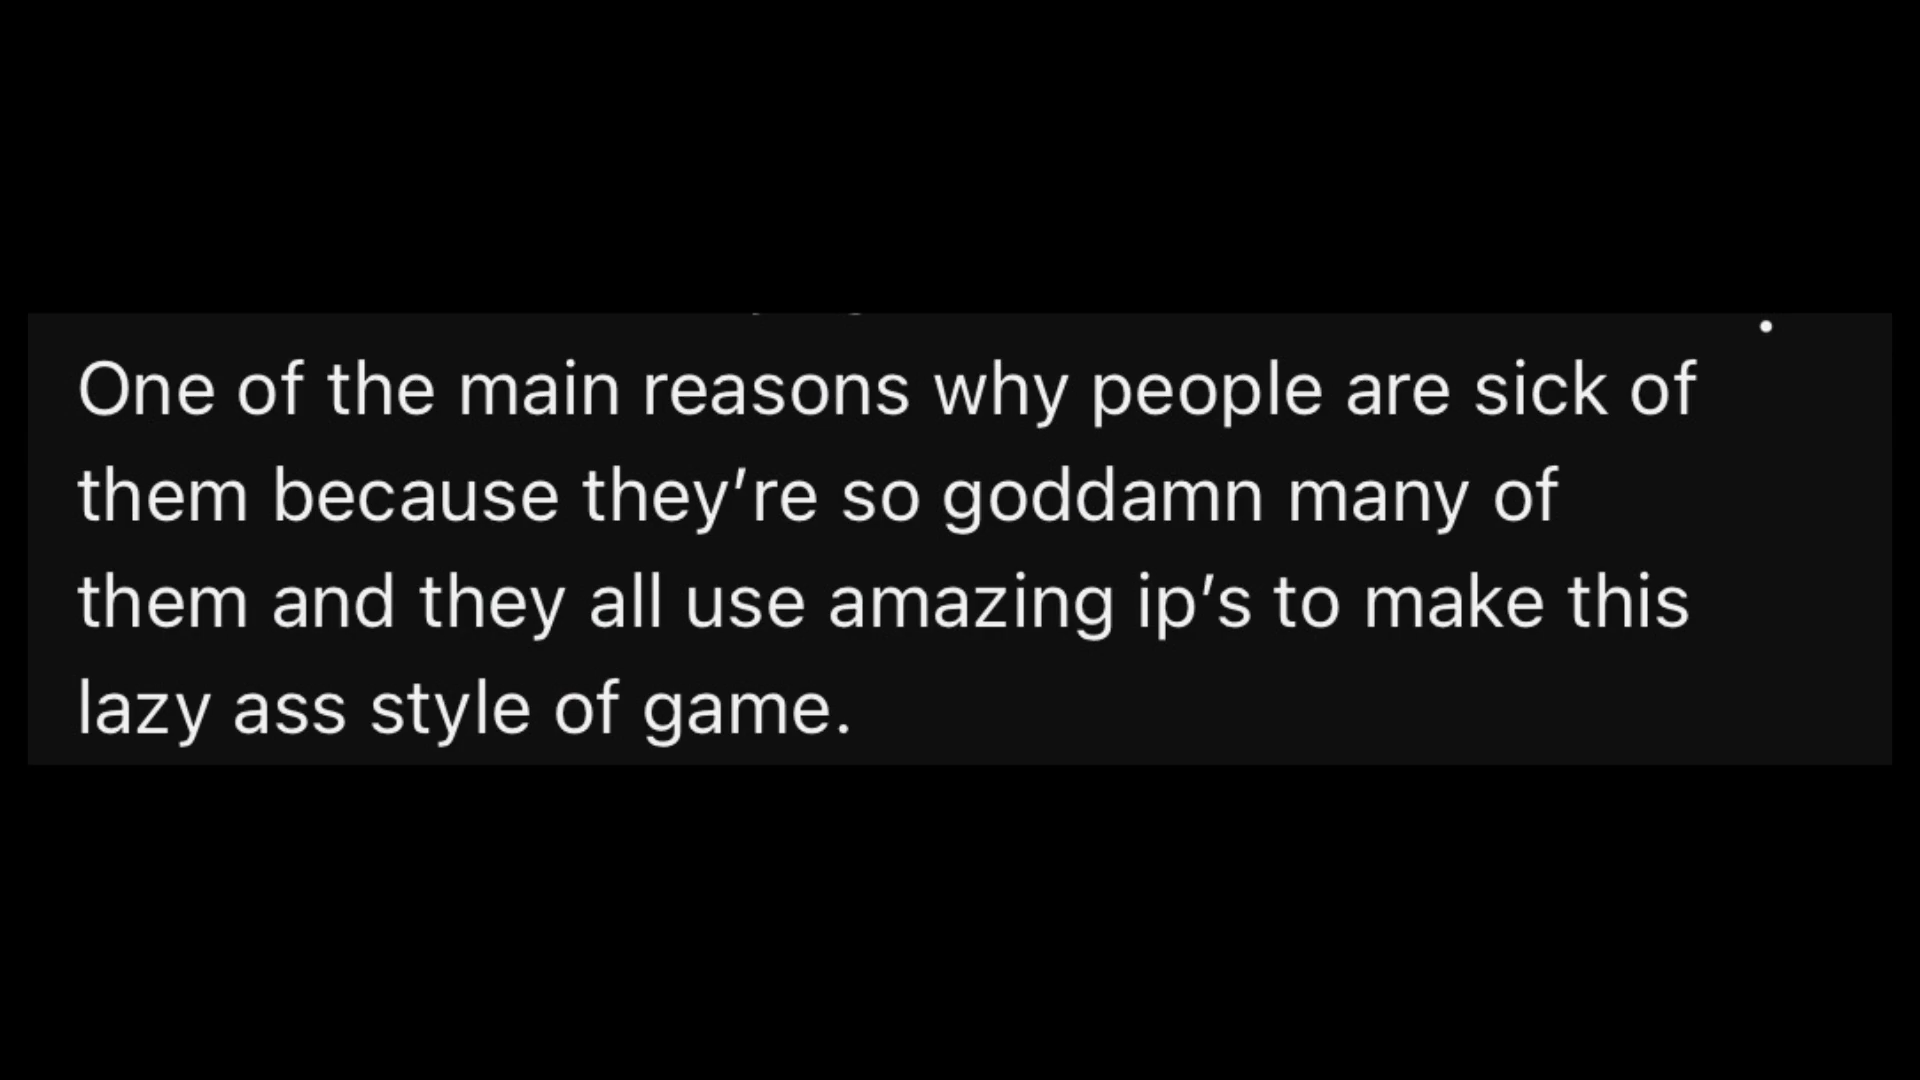 One of the main reasons why people are sick of
them because they’re so goddamn many of
them and they all use amazing ip’s to make this
lazy ass style of game.